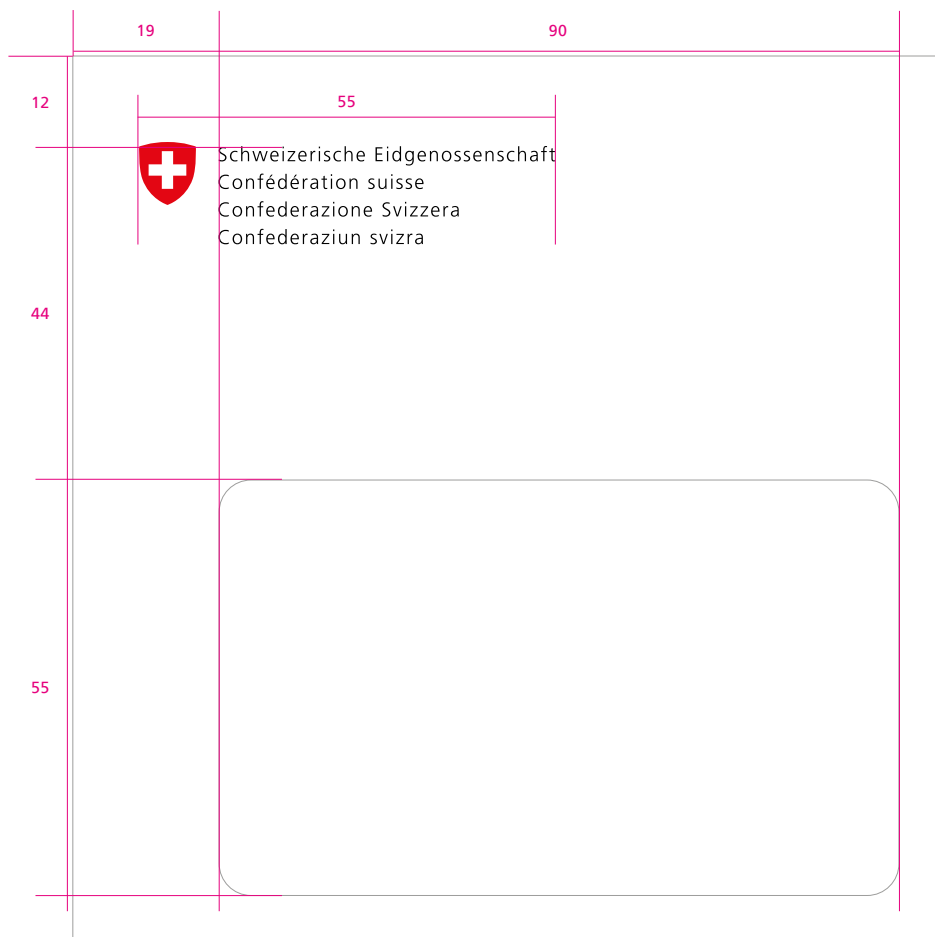 19
90
12
55
Schweizerische Eidgenossenschaft
Confédération suisse
Confederazione Svizzera
Confederaziun svizra
44
55